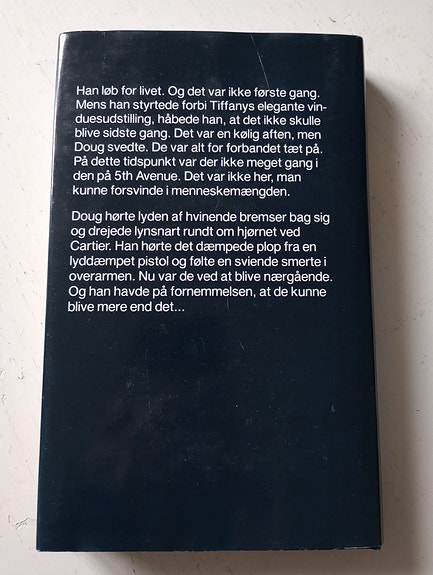 Han løb for livet. Og det var ikke første gang.
Mens han styrtede forbi Tiffanys elegante vin-
duesudstilling, håbede han, at det ikke skulle
blive sidste gang. Det var en kølig aften, men
Doug svedte. De var alt for forbandet tæt på.
På dette tidspunkt var der ikke meget gang i
den på 5th Avenue. Det var ikke her, man
kunne forsvinde i menneskemængden.
Doug hørte lyden af hvinende bremser bag sig
og drejede lynsnart rundt om hjørnet ved
Cartier. Han hørte det dæmpede plop fra en
lyddæmpet pistol og følte en sviende smerte i
overarmen. Nu var de ved at blive nærgående.
Og han havde på fornemmelsen, at de kunne
blive mere end det...